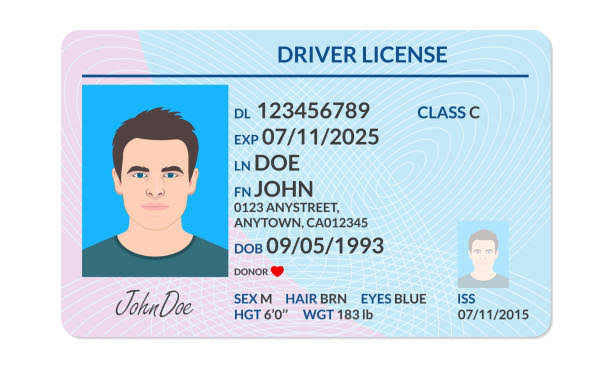 DRIVER LICENSE
DL 123456789 CLASS C
EXP 07/11/2025
LN DOE
FN JOHN
0123 ANYSTREET,
ANYTOWN, CA012345
DOB 09/05/1993
DONOR
SEX M HAIR BRN EYES BLUE ISS
HGT 6'0" WGT 183 lb 07/11/2015
JohnDoe